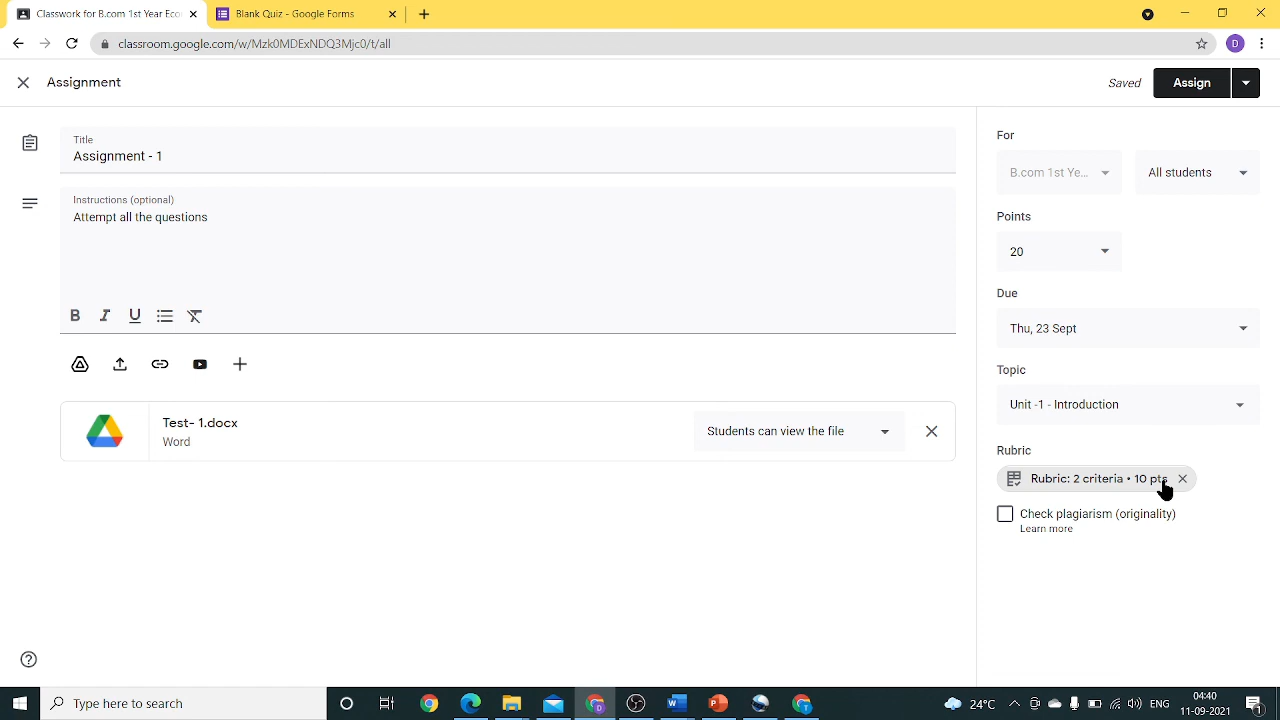 Classwork for B.com 1st Year Eco
Blank Quiz - Google Forms
classroom.google.com/w/Mzk0MDExNDQ3Mjc0/t/all
D
Assignment
Saved
Assign
Title
Assignment - 1
Instructions (optional)
Attempt all the questions
B I U
Test- 1.docx
Word
Students can view the file
For
B.com 1st Ye...
All students
Points
20
Due
Thu, 23 Sept
Topic
Unit -1 - Introduction
Rubric
Rubric: 2 criteria • 10 pts
Check plagiarism (originality)
Learn more
Type here to search
24°C
ENG
04:40
11-09-2021